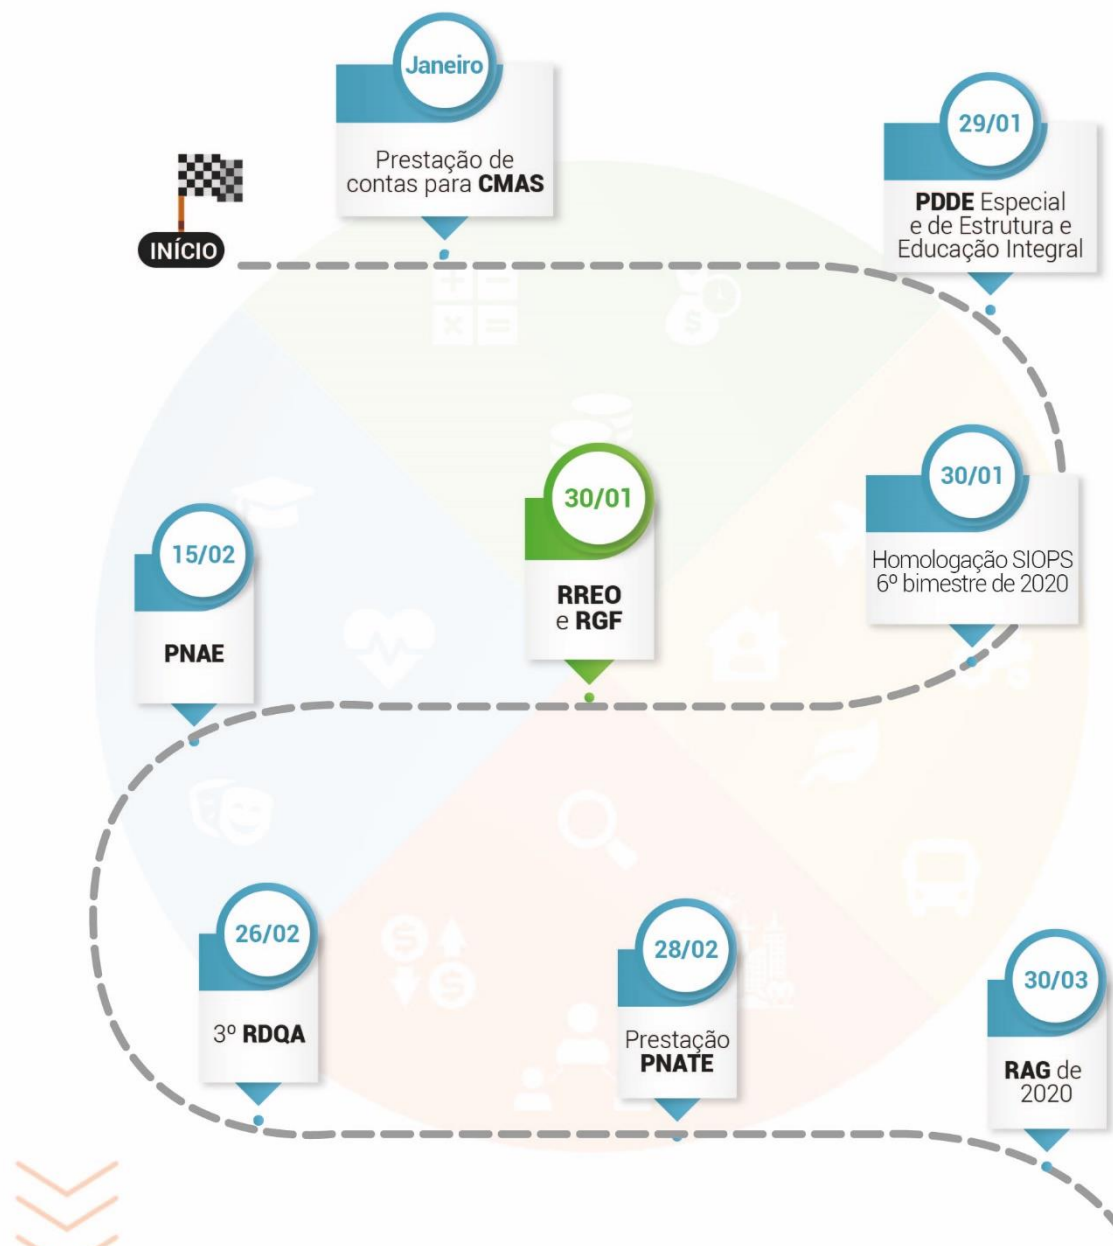 Janeiro
Prestação de
contas para CMAS
INÍCIO
29/01
PDDE Especial
e de Estrutura e
Educação Integral
30/01
Homologação SIOPS
6º bimestre de 2020
30/01
RREO
e RGF
15/02
PNAE
26/02
3º RDQA
28/02
Prestação
PNATE
30/03
RAG de
2020